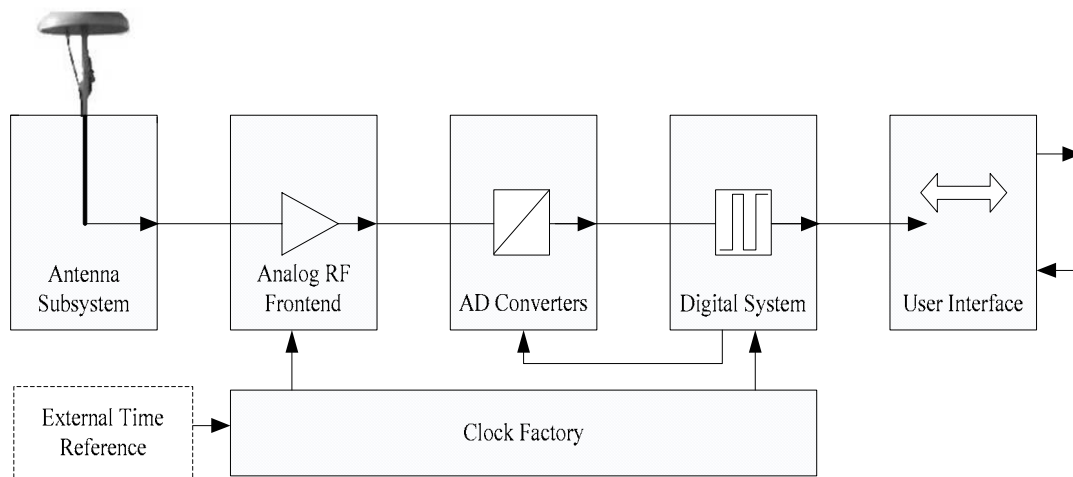 Antenna
Subsystem
Analog RF
Frontend
AD Converters
Digital System
User Interface
External Time
Reference
Clock Factory